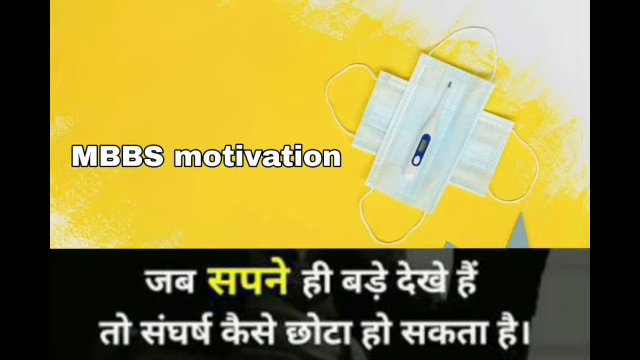 MBBS motivation
जब सपने ही बड़े देखे हैं
तो संघर्ष कैसे छोटा हो सकता है।